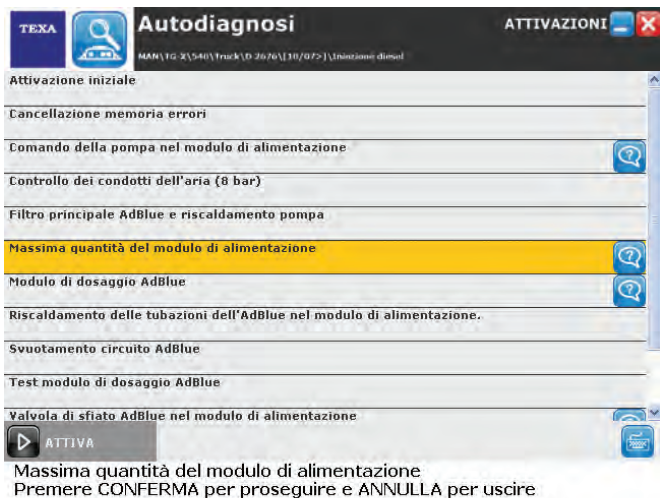 TEXA
Autodiagnosi
ATTIVAZIONI
MAN\TG-X\540\Truck\D 2676\[10/07>]\Iniezione diesel
Attivazione iniziale
Cancellazione memoria errori
Comando della pompa nel modulo di alimentazione
Controllo dei condotti dell'aria (8 bar)
Filtro principale AdBlue e riscaldamento pompa
Massima quantità del modulo di alimentazione
Modulo di dosaggio AdBlue
Riscaldamento delle tubazioni dell'AdBlue nel modulo di alimentazione.
Svuotamento circuito AdBlue
Test modulo di dosaggio AdBlue
Valvola di sfiato AdBlue nel modulo di alimentazione
ATTIVA
Massima quantità del modulo di alimentazione
Premere CONFERMA per proseguire e ANNULLA per uscire